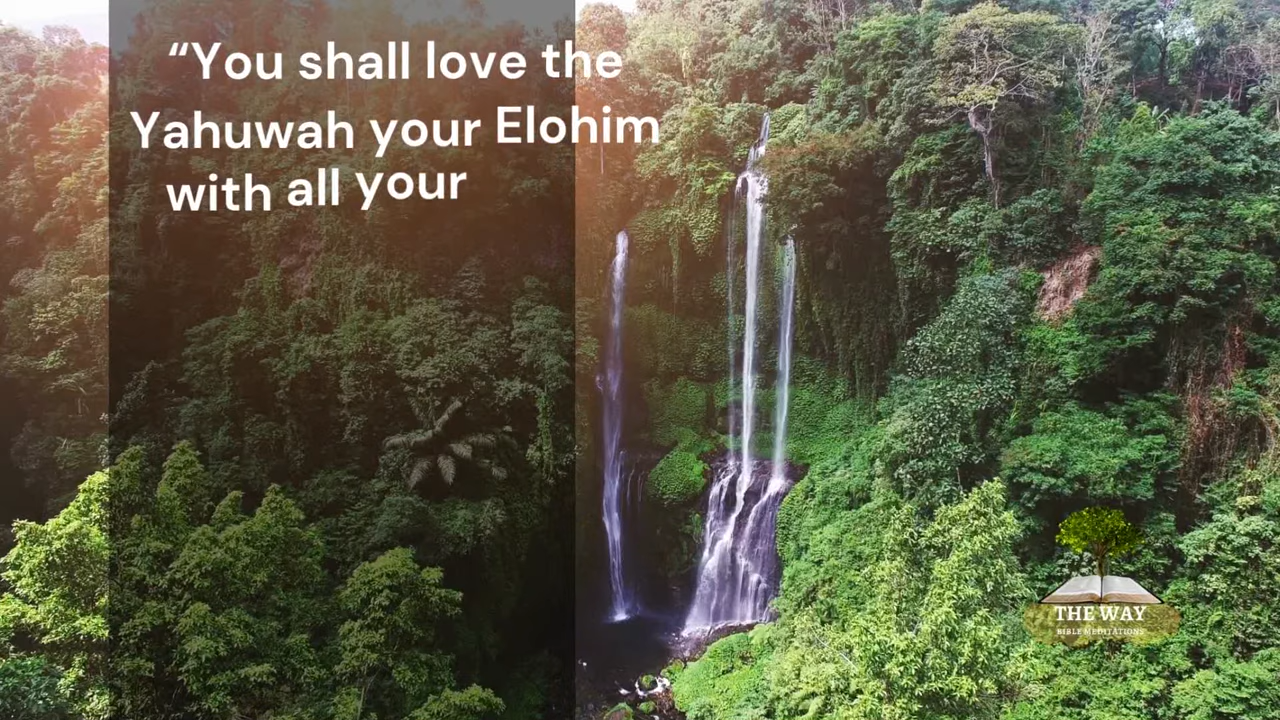 “You shall love the
Yahuwah your Elohim
with all your
THE WAY
BIBLE MEDITATIONS